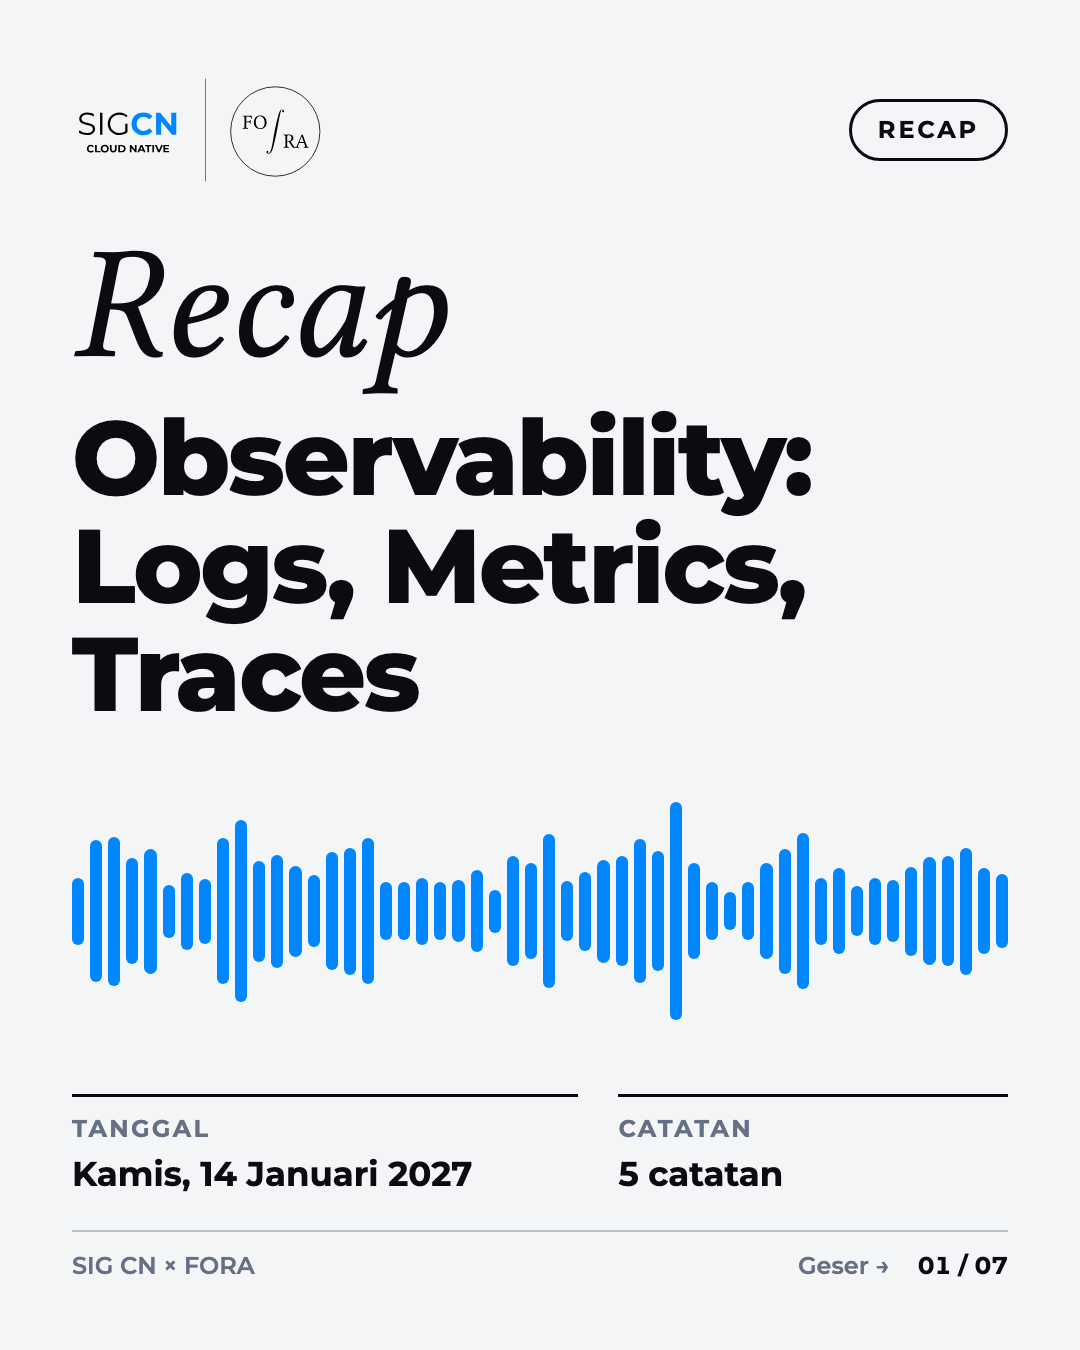 SIGCN
CLOUD NATIVE
FO
RA
RECAP
Recap
Observability:
Logs, Metrics,
Traces
TANGGAL
Kamis, 14 Januari 2027
CATATAN
5 catatan
SIG CN × FORA
Geser →
01 / 07